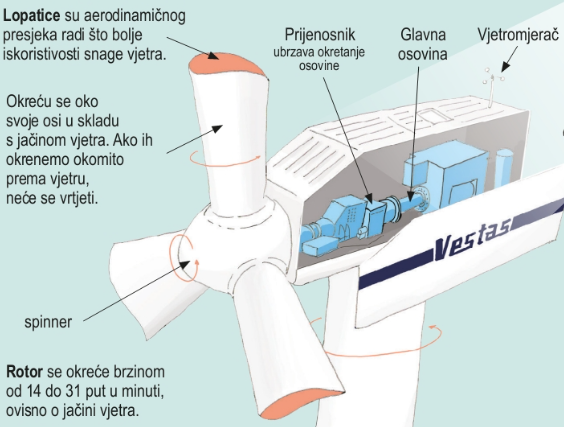 Lopatice su aerodinamičnog
presjeka radi što bolje
iskoristivosti snage vjetra.
Prijenosnik
ubrzava okretanje
osovine
Glavna
osovina
Vjetromjerač
Okreću se oko
svoje osi u skladu
s jačinom vjetra. Ako ih
okrenemo okomito
prema vjetru,
neće se vrtjeti.
Vestas
spinner
Rotor se okreće brzinom
od 14 do 31 put u minuti,
ovisno o jačini vjetra.